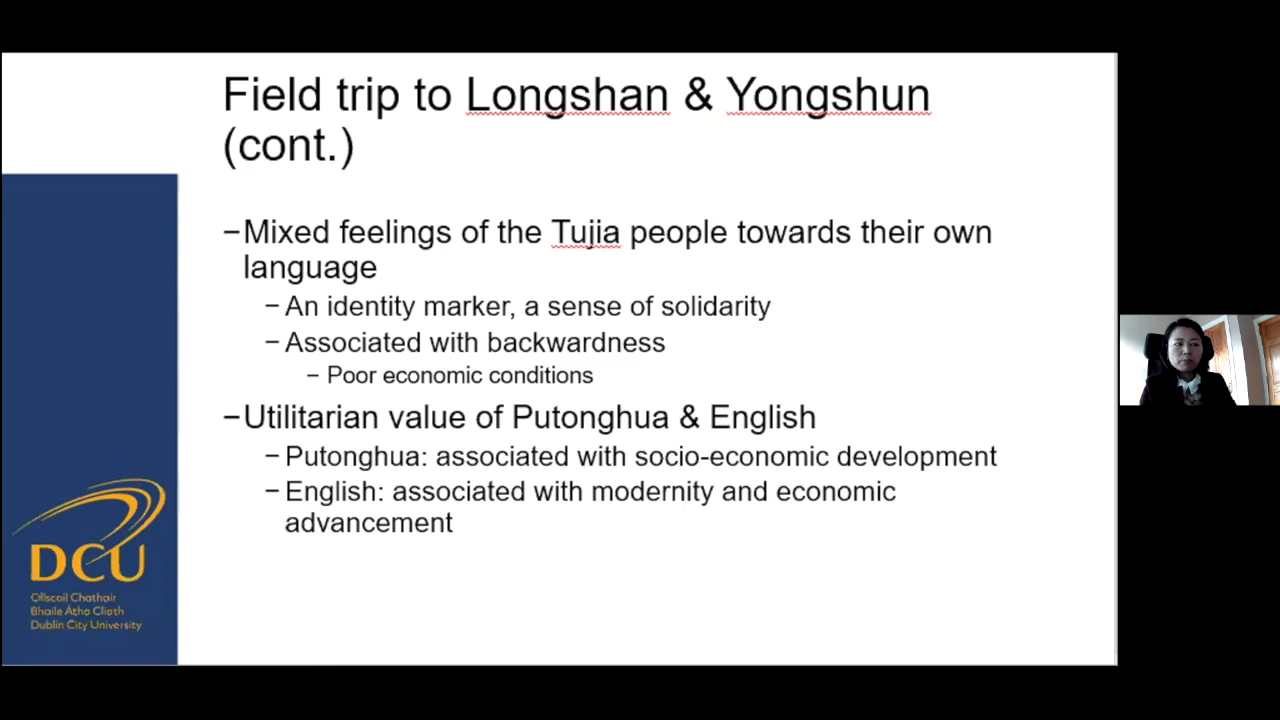 Field trip to Longshan & Yongshun
(cont.)
−Mixed feelings of the Tujia people towards their own
language
− An identity marker, a sense of solidarity
− Associated with backwardness
− Poor economic conditions
−Utilitarian value of Putonghua & English
− Putonghua: associated with socio-economic development
− English: associated with modernity and economic
advancement
DCU
Ollscoil Chathair
Bhaile Átha Cliath
Dublin City University